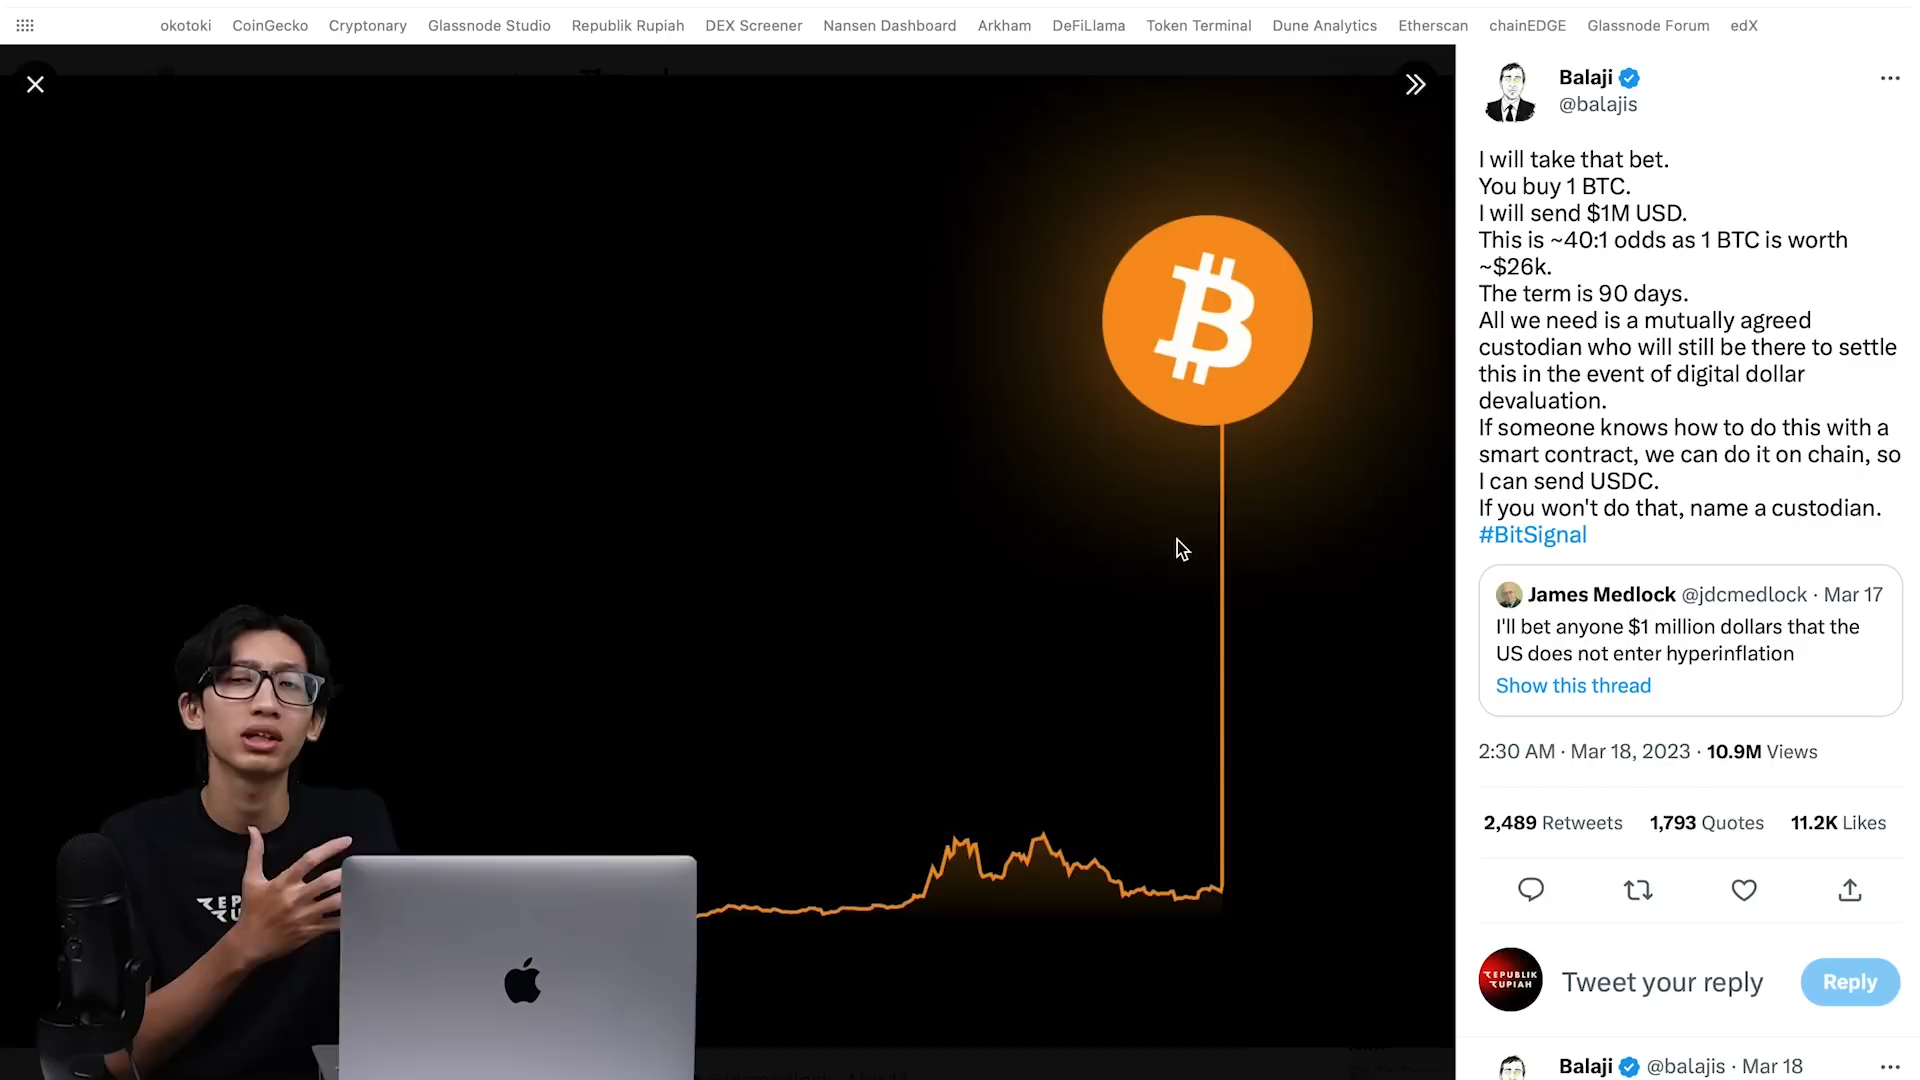 okotoki CoinGecko Cryptonary Glassnode Studio Republik Rupiah DEX Screener Nansen Dashboard Arkham DeFiLlama Token Terminal Dune Analytics Etherscan chainEDGE Glassnode Forum edX
Balaji
@balajis
I will take that bet.
You buy 1 BTC.
I will send $1M USD.
This is ~40:1 odds as 1 BTC is worth
~$26k.
The term is 90 days.
All we need is a mutually agreed
custodian who will still be there to settle
this in the event of digital dollar
devaluation.
If someone knows how to do this with a
smart contract, we can do it on chain, so
I can send USDC.
If you won't do that, name a custodian.
#BitSignal
James Medlock @jdcmedlock · Mar 17
I'll bet anyone $1 million dollars that the
US does not enter hyperinflation
Show this thread
2:30 AM · Mar 18, 2023 · 10.9M Views
2,489 Retweets 1,793 Quotes 11.2K Likes
REPUBLIK
RUPIAH
Tweet your reply
Reply
Balaji @balajis · Mar 18